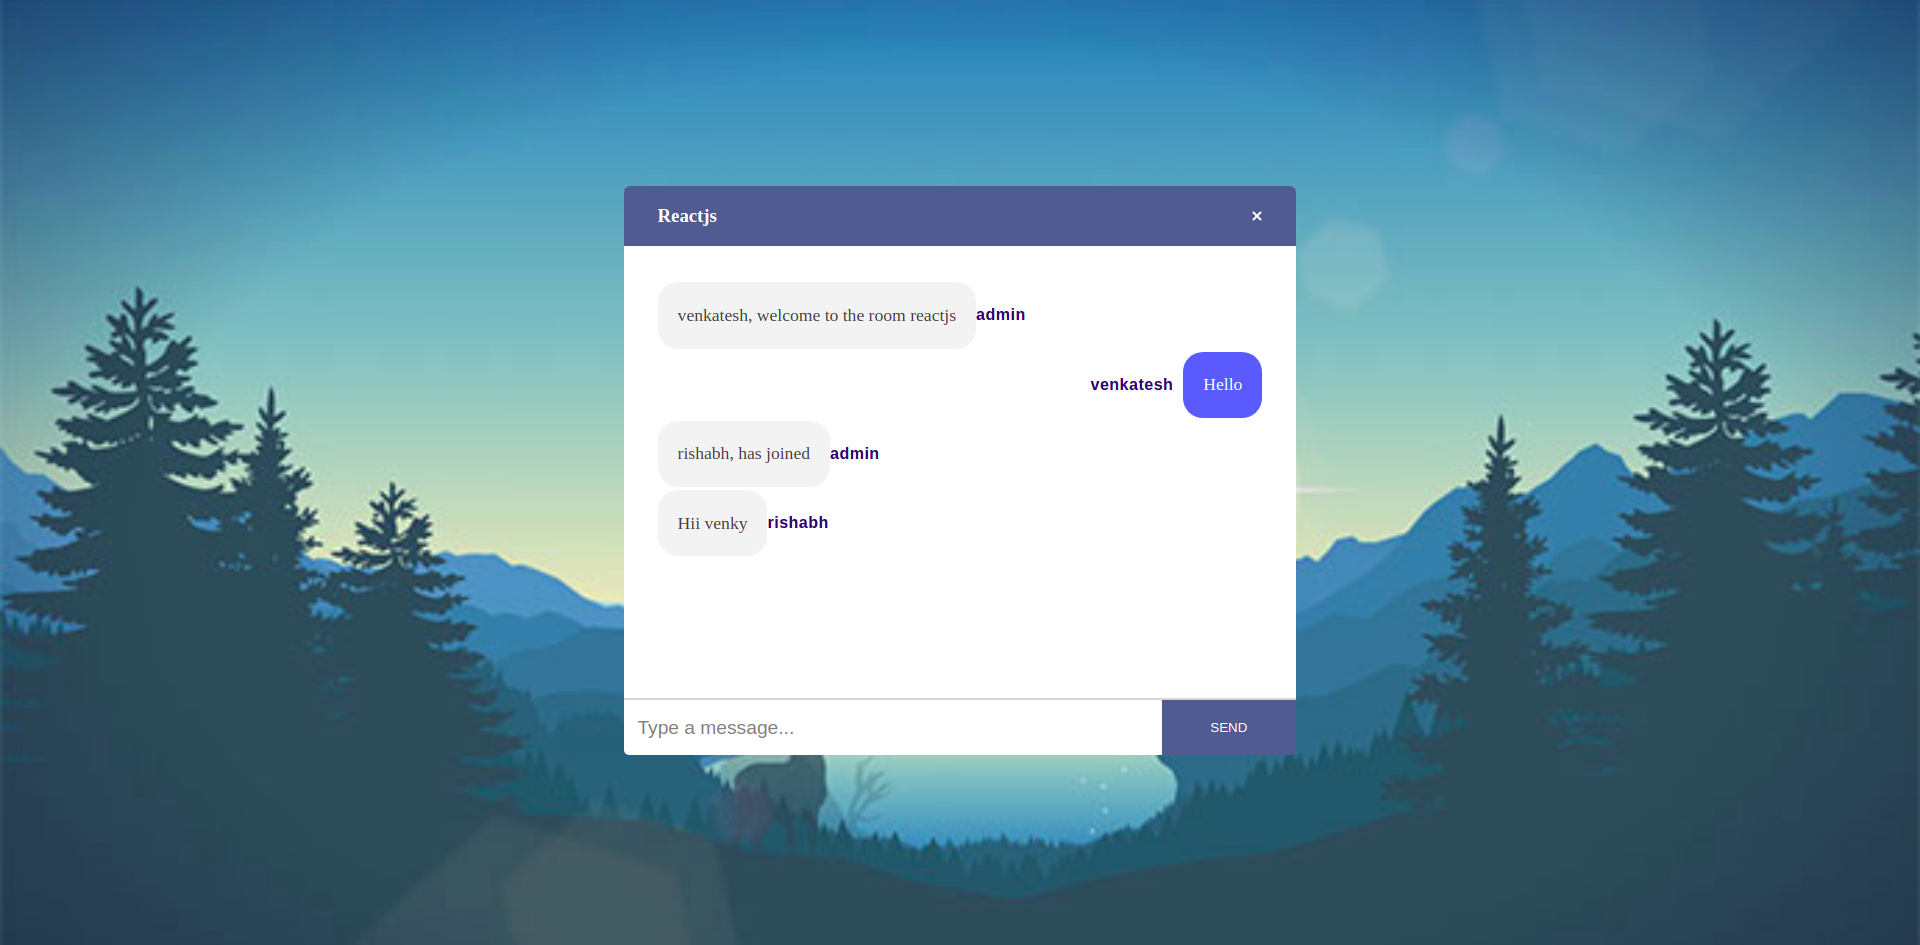 Reactjs ×
venkatesh, welcome to the room reactjs admin
venkatesh Hello
rishabh, has joined admin
Hii venky rishabh
Type a message... SEND